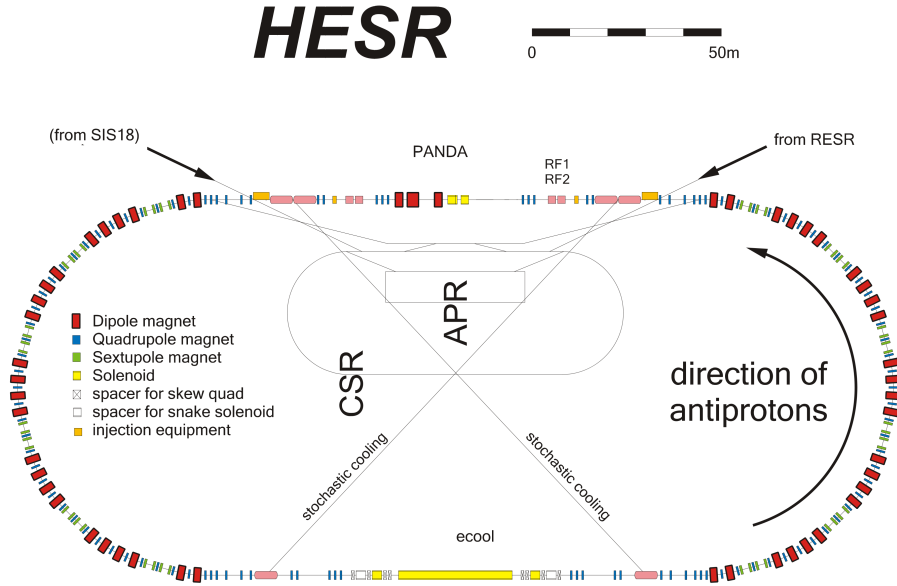 HESR
0 50m
(from SIS18)
from RESR
PANDA
RF1
RF2
APR
CSR
Dipole magnet
Quadrupole magnet
Sextupole magnet
Solenoid
spacer for skew quad
spacer for snake solenoid
injection equipment
direction of
antiprotons
stochastic cooling
stochastic cooling
ecool